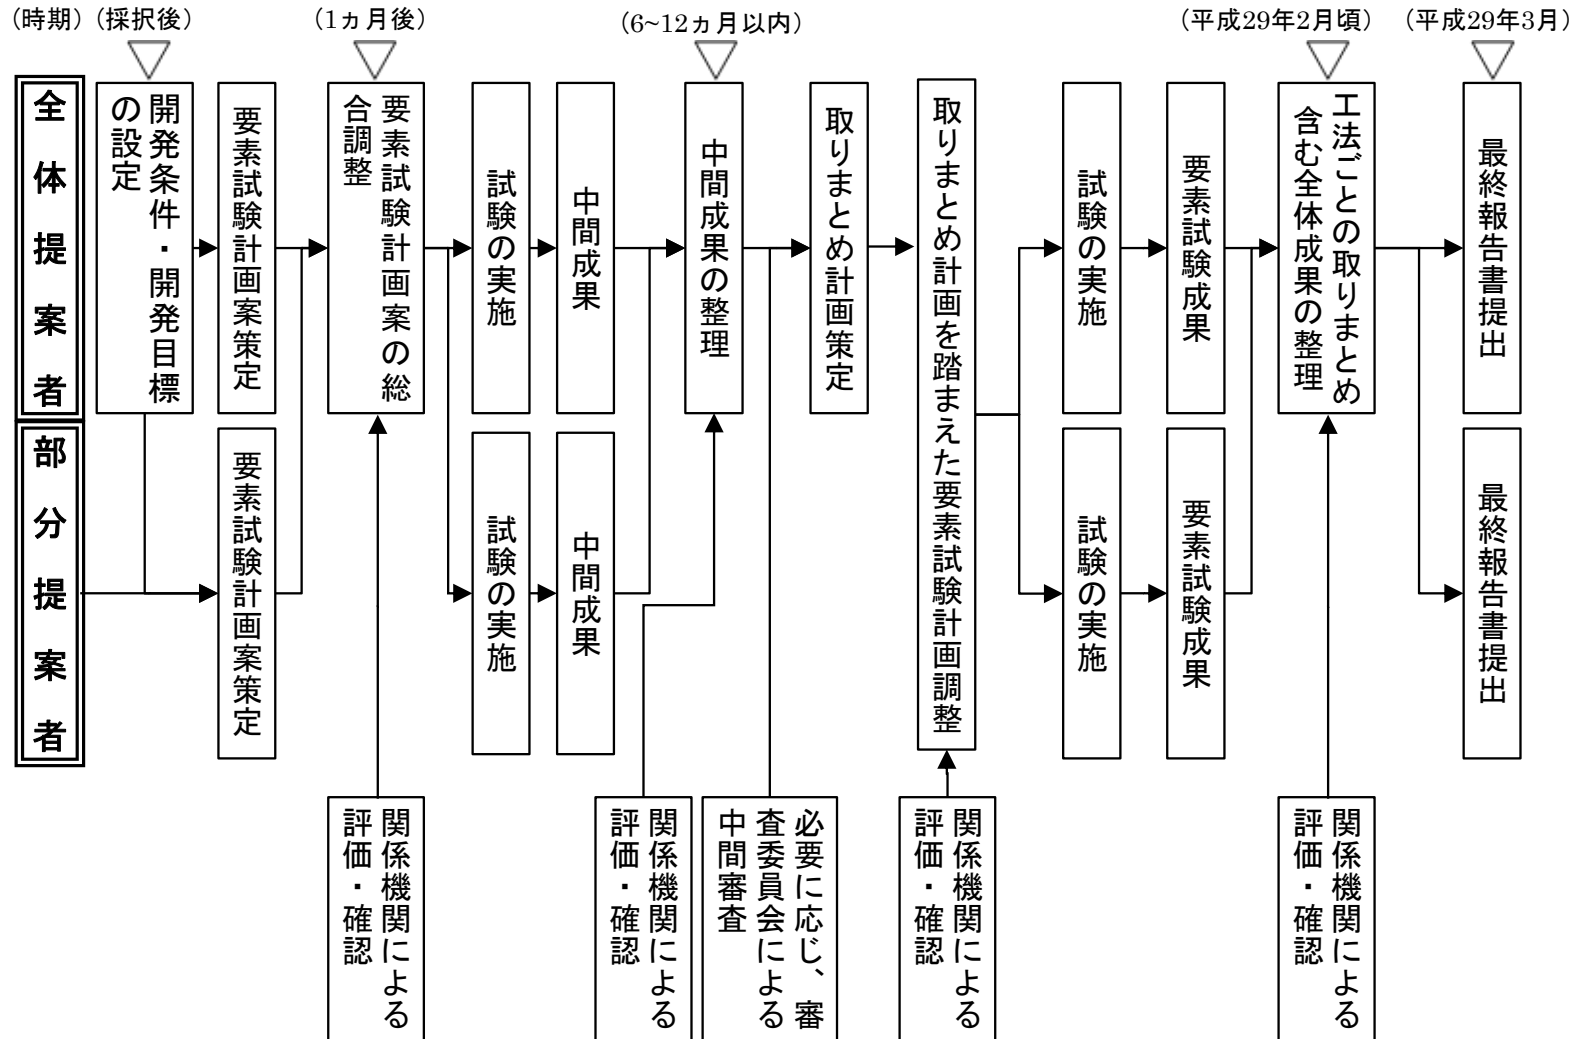 (時期)
(採択後)
(1ヵ月後)
(6~12ヵ月以内)
(平成29年2月頃)
(平成29年3月)
全体提案者
開発条件・開発目標
の設定
要素試験計画案策定
要素試験計画案の総
合調整
試験の実施
中間成果
中間成果の整理
取りまとめ計画策定
取りまとめ計画を踏まえた要素試験計画調整
試験の実施
要素試験成果
工法ごとの取りまとめ
含む全体成果の整理
最終報告書提出
部分提案者
要素試験計画案策定
試験の実施
中間成果
試験の実施
要素試験成果
最終報告書提出
関係機関による
評価・確認
関係機関による
評価・確認
必要に応じ、審
査委員会による
中間審査
関係機関による
評価・確認
関係機関による
評価・確認